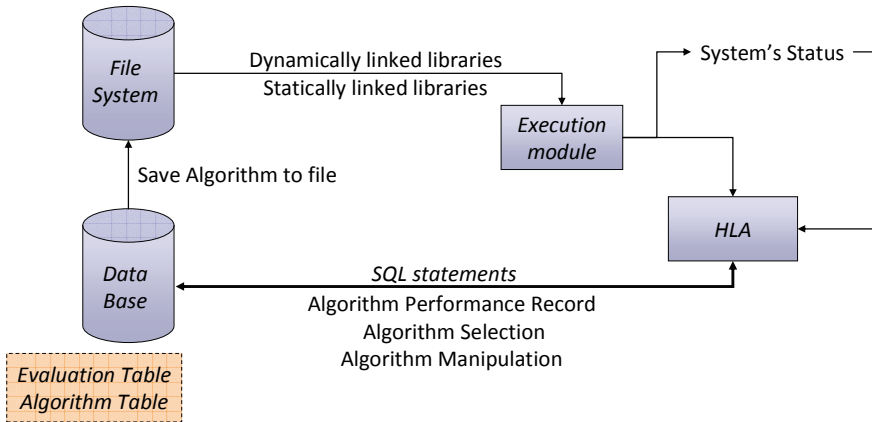 File
System
Dynamically linked libraries
Statically linked libraries
System's Status
Execution
module
Save Algorithm to file
HLA
Data
Base
SQL statements
Algorithm Performance Record
Algorithm Selection
Algorithm Manipulation
Evaluation Table
Algorithm Table